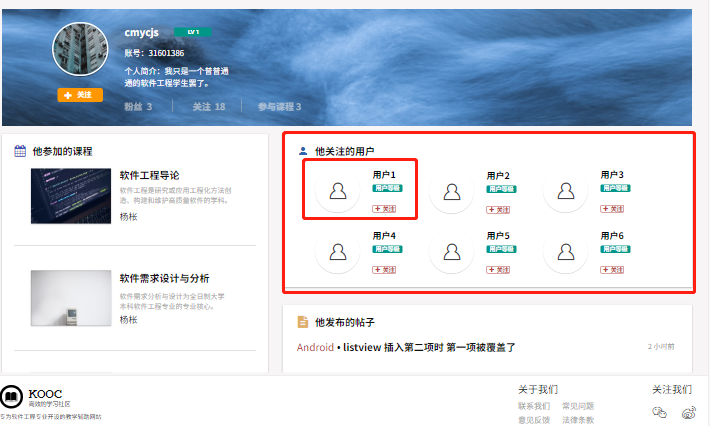 cmycjs LV 1
账号：31601386
个人简介：我只是一个普普通
通的软件工程学生罢了。
+ 关注
粉丝 3 关注 18 参与课程 3
他参加的课程
软件工程导论
软件工程是研究或应用工程化方法创
造、构建和维护高质量软件的学科。
杨枨
软件需求设计与分析
软件需求分析与设计为全日制大学
本科软件工程专业的专业核心。
杨枨
他关注的用户
用户1
用户等级
+ 关注
用户2
用户等级
+ 关注
用户3
用户等级
+ 关注
用户4
用户等级
+ 关注
用户5
用户等级
+ 关注
用户6
用户等级
+ 关注
他发布的帖子
Android • listview 插入第二项时 第一项被覆盖了 2 小时前
KOOC
高效的学习社区
专为软件工程专业开设的教学辅助网站
关于我们
联系我们 常见问题
意见反馈 法律条款
关注我们